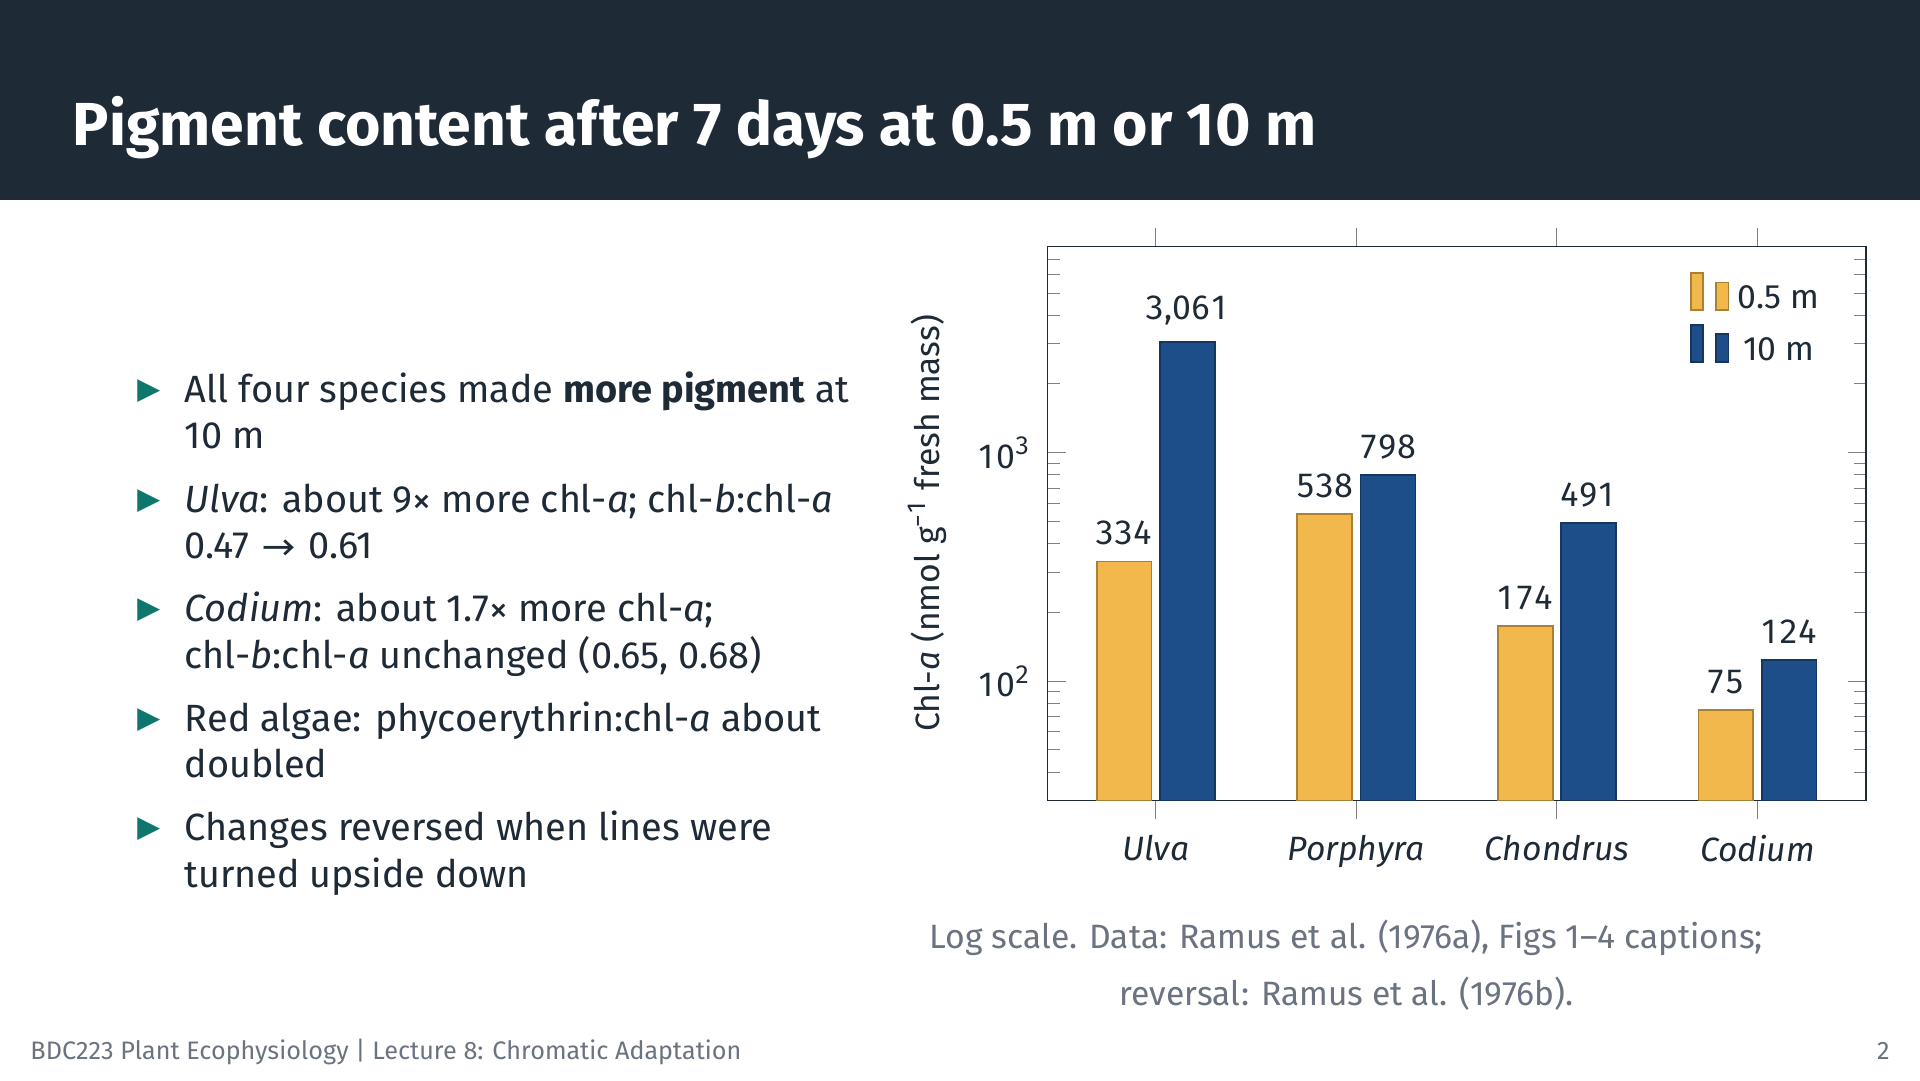 Pigment content after 7 days at 0.5 m or 10 m
► All four species made more pigment at
10 m
► Ulva: about 9× more chl-a; chl-b:chl-a
0.47 → 0.61
► Codium: about 1.7× more chl-a;
chl-b:chl-a unchanged (0.65, 0.68)
► Red algae: phycoerythrin:chl-a about
doubled
► Changes reversed when lines were
turned upside down
Chl-a (nmol g⁻¹ fresh mass)
10³
10²
334
3,061
538
798
174
491
75
124
0.5 m
10 m
Ulva
Porphyra
Chondrus
Codium
Log scale. Data: Ramus et al. (1976a), Figs 1–4 captions;
reversal: Ramus et al. (1976b).
BDC223 Plant Ecophysiology | Lecture 8: Chromatic Adaptation
2